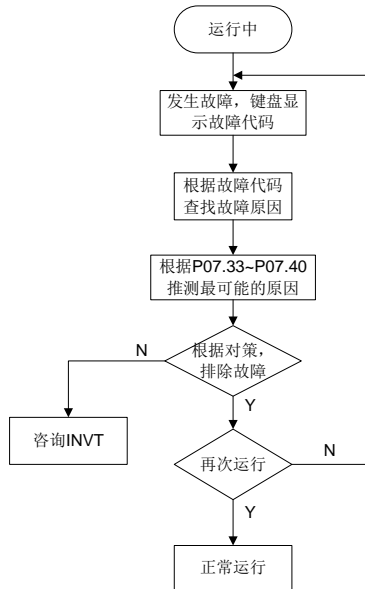 运行中
发生故障，键盘显
示故障代码
根据故障代码
查找故障原因
根据P07.33~P07.40
推测最可能的原因
N
根据对策，
排除故障
Y
咨询INVT
再次运行
N
Y
正常运行